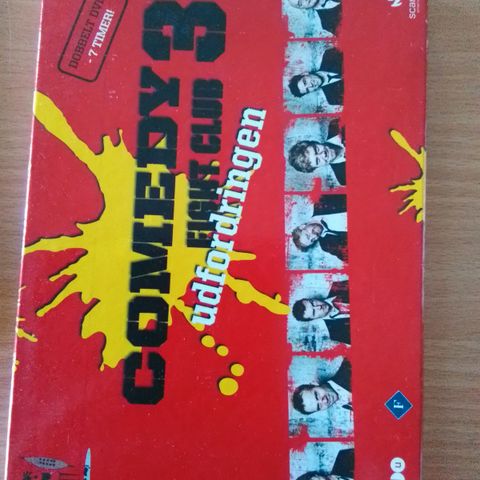 DOBBELT DVD
- 7 TIMER!
COMEDY 3
FIGHT CLUB
udfordringen
F
u